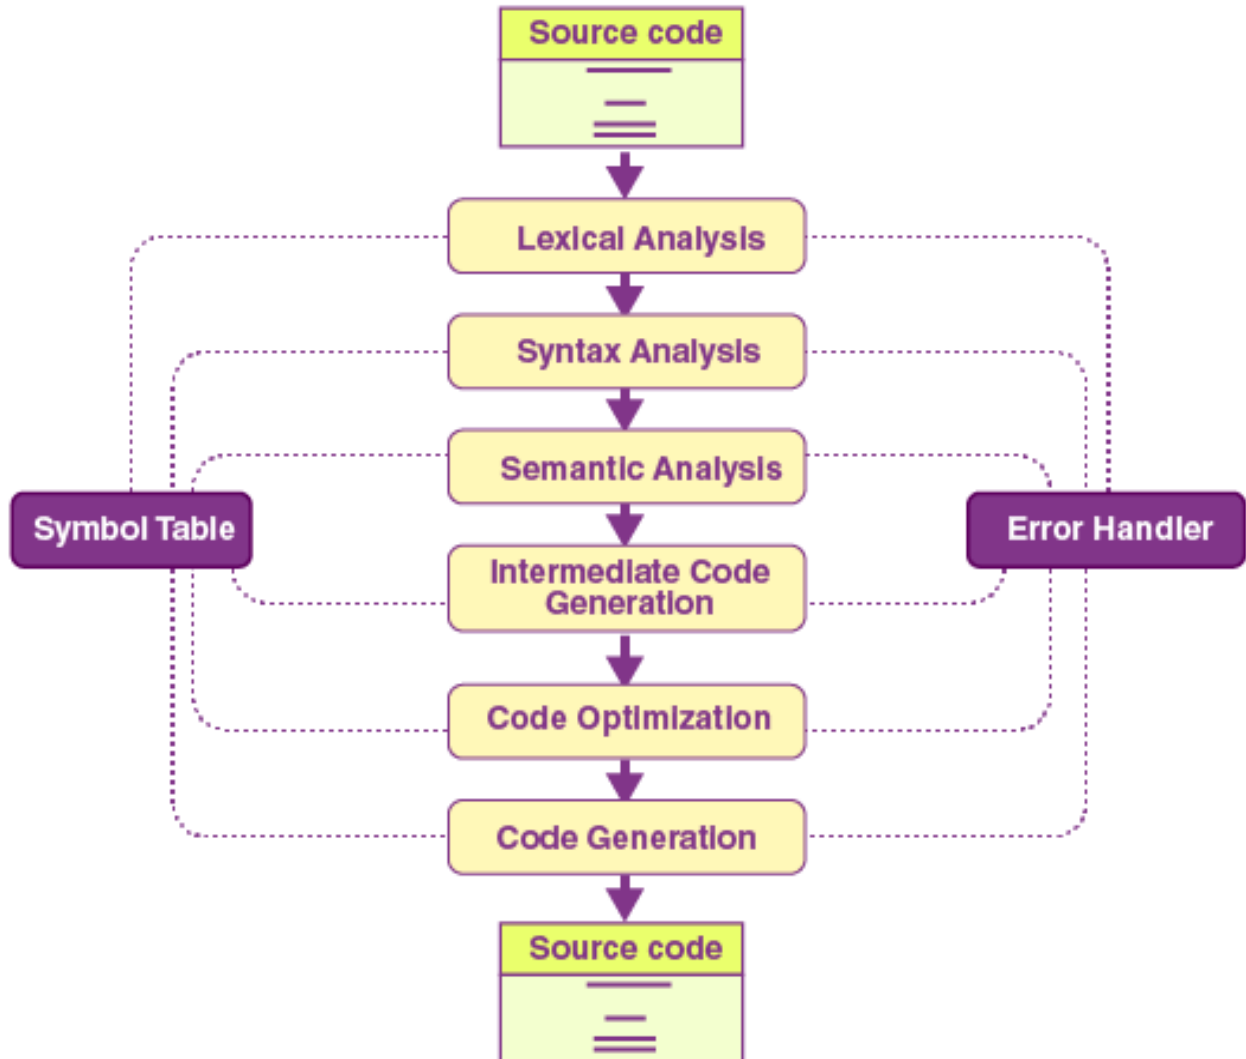 Source code
Lexical Analysis
Syntax Analysis
Semantic Analysis
Symbol Table
Error Handler
Intermediate Code
Generation
Code Optimization
Code Generation
Source code